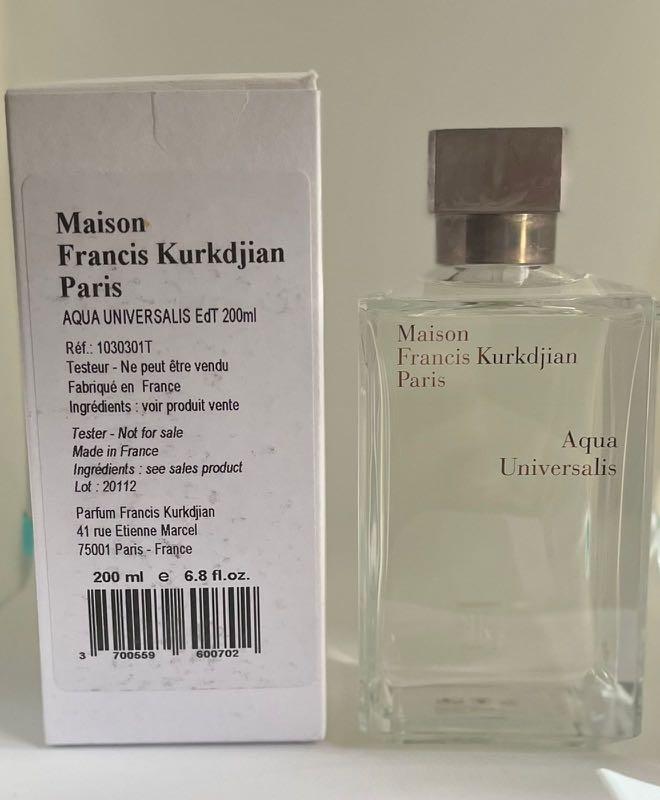 Maison
Francis Kurkdjian
Paris
AQUA UNIVERSALIS EdT 200ml
Réf.: 1030301T
Testeur - Ne peut être vendu
Fabriqué en France
Ingrédients : voir produit vente
Tester - Not for sale
Made in France
Ingrédients : see sales product
Lot : 20112
Parfum Francis Kurkdjian
41 rue Etienne Marcel
75001 Paris - France
200 ml e 6.8 fl.oz.
3 700559 600702
Maison
Francis Kurkdjian
Paris
Aqua
Universalis